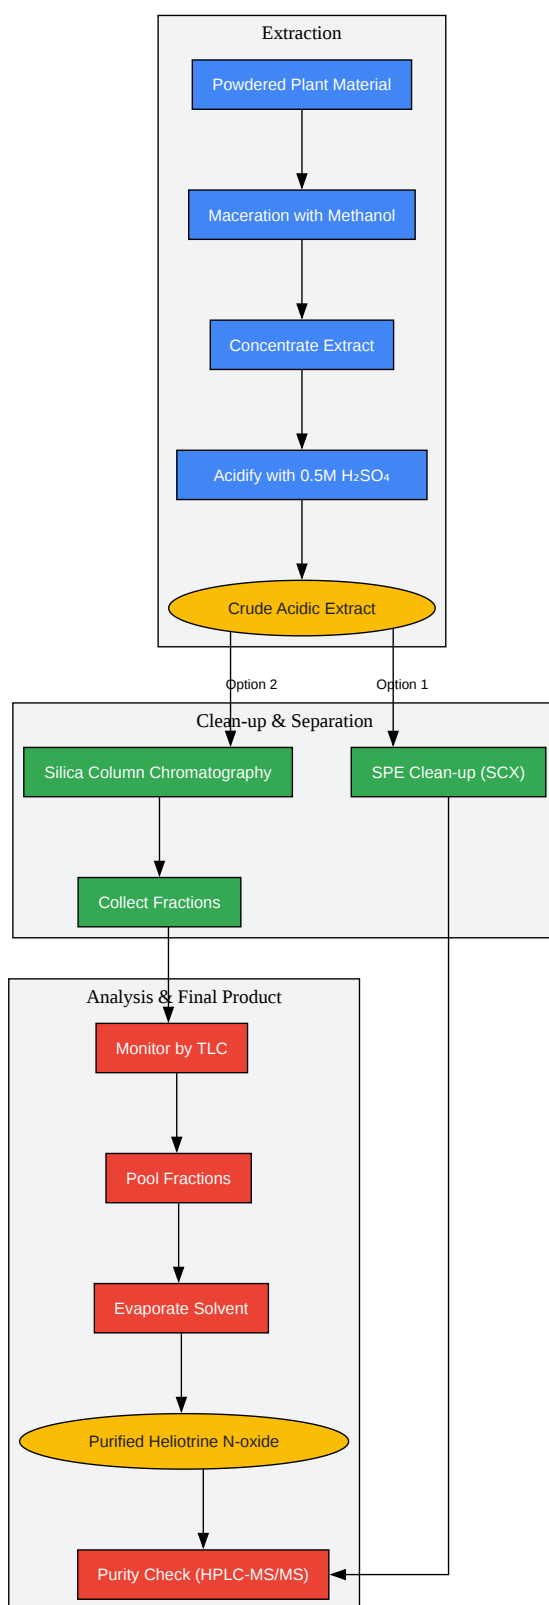 Extraction
Powdered Plant Material
Maceration with Methanol
Concentrate Extract
Acidify with 0.5M H₂SO₄
Crude Acidic Extract
Option 2
Option 1
Clean-up & Separation
Silica Column Chromatography
SPE Clean-up (SCX)
Collect Fractions
Analysis & Final Product
Monitor by TLC
Pool Fractions
Evaporate Solvent
Purified Heliotrine N-oxide
Purity Check (HPLC-MS/MS)